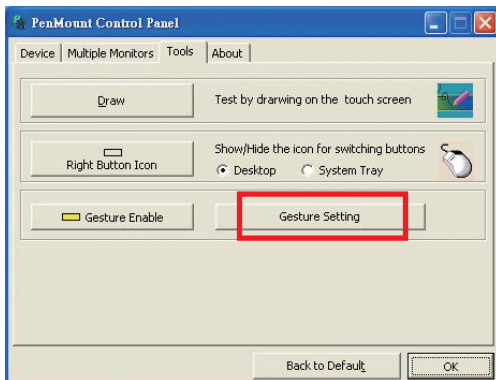 PenMount Control Panel
Device Multiple Monitors Tools About
Draw Test by drarwing on the touch screen
Right Button Icon Show/Hide the icon for switching buttons
Desktop System Tray
Gesture Enable Gesture Setting
Back to Default OK